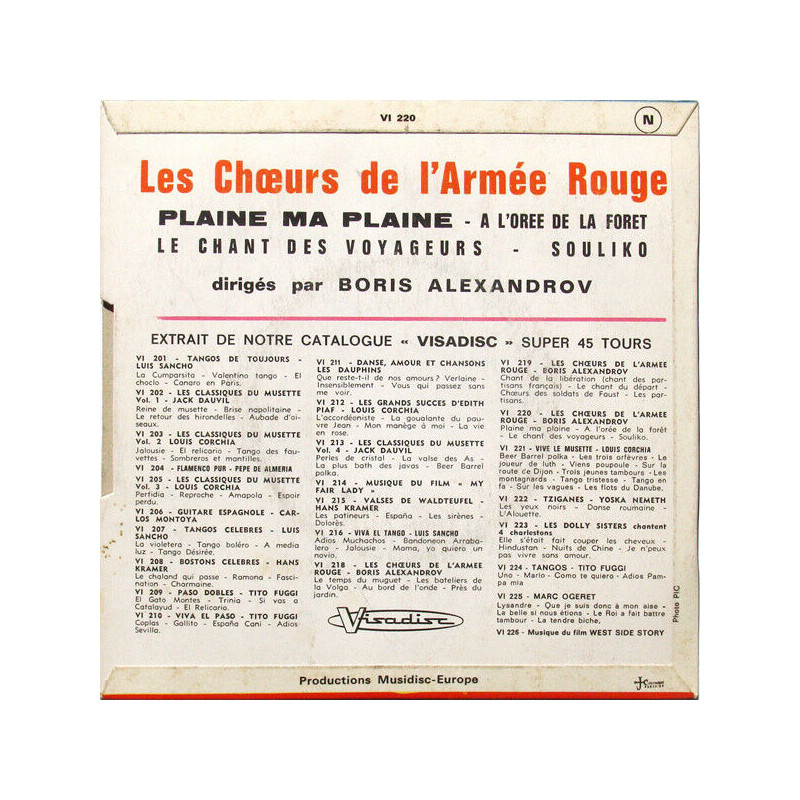 VI 220
N
Les Chœurs de l'Armée Rouge
PLAINE MA PLAINE - A L'OREE DE LA FORET
LE CHANT DES VOYAGEURS - SOULIKO
dirigés par BORIS ALEXANDROV
EXTRAIT DE NOTRE CATALOGUE « VISADISC » SUPER 45 TOURS
VI 201 - TANGOS DE TOUJOURS -
LUIS SANCHO
La Cumparsita - Valentino tango - El
choclo - Canaro en Paris.
VI 202 - LES CLASSIQUES DU MUSETTE
Vol. 1 - JACK DAUVIL
Reine de musette - Brise napolitaine -
Le retour des hirondelles - Aubade d'oi-
seaux.
VI 203 - LES CLASSIQUES DU MUSETTE
Vol. 2 LOUIS CORCHIA
Jalousie - El relicario - Tango des fau-
vettes - Sombreros et mantilles.
VI 204 - FLAMENCO PUR - PEPE DE ALMERIA
VI 205 - LES CLASSIQUES DU MUSETTE
Vol. 3 - LOUIS CORCHIA
Perfidia - Reproche - Amapola - Espoir
perdu.
VI 206 - GUITARE ESPAGNOLE - CAR-
LOS MONTOYA
VI 207 - TANGOS CELEBRES - LUIS
SANCHO
La violetera - Tango boléro - A media
luz - Tango Désirée.
VI 208 - BOSTONS CELEBRES - HANS
KRAMER
Le chaland qui passe - Ramona - Fasci-
nation - Charmaine.
VI 209 - PASO DOBLES - TITO FUGGI
El Gato Montes - Trinia - Si vas a
Catalayud - El Relicario.
VI 210 - VIVA EL PASO - TITO FUGGI
Coplas - Gallito - España Cani - Adios
Sevilla.
VI 211 - DANSE, AMOUR ET CHANSONS
LES DAUPHINS
Que reste-t-il de nos amours? Verlaine -
Insensiblement - Vous qui passez sans
me voir.
VI 212 - LES GRANDS SUCCES D'EDITH
PIAF - LOUIS CORCHIA
L'accordéoniste - La goualante du pau-
vre Jean - Mon manège à moi - La vie
en rose.
VI 213 - LES CLASSIQUES DU MUSETTE
Vol. 4 - JACK DAUVIL
Perles de cristal - La valse des As -
La plus bath des javas - Beer Barrel
polka.
VI 214 - MUSIQUE DU FILM « MY
FAIR LADY »
VI 215 - VALSES DE WALDTEUFEL -
HANS KRAMER
Les patineurs - España - Les sirènes -
Dolorès.
VI 216 - VIVA EL TANGO - LUIS SANCHO
Adios Muchachos - Bandonéon Arraba-
lero - Jalousie - Mama, yo quiero un
novio.
VI 218 - LES CHŒURS DE L'ARMEE
ROUGE - BORIS ALEXANDROV
Le temps du muguet - Les bateliers de
la Volga - Au bord de l'onde - Près du
jardin.
Visadisc
VI 219 - LES CHŒURS DE L'ARMEE
ROUGE - BORIS ALEXANDROV
Chant de la libération (chant des par-
tisans français) - Le chant du départ -
Chœurs des soldats de Faust - Les par-
tisans.
VI 220 - LES CHŒURS DE L'ARMEE
ROUGE - BORIS ALEXANDROV
Plaine ma plaine - A l'orée de la forêt
- Le chant des voyageurs - Souliko.
VI 221 - VIVE LE MUSETTE - LOUIS CORCHIA
Beer Barrel polka - Les trois orfèvres - Le
joueur de luth - Viens poupoule - Sur la
route de Dijon - Trois jeunes tambours - Les
montagnards - Tango tristesse - Tango en
fa - Sur les vagues - Les flots du Danube.
VI 222 - TZIGANES - YOSKA NEMETH
Les yeux noirs - Danse roumaine -
L'Alouette.
VI 223 - LES DOLLY SISTERS chantent
4 charlestons
Elle s'était fait couper les cheveux -
Hindustan - Nuits de Chine - Je n'peux
pas vivre sans amour.
VI 224 - TANGOS - TITO FUGGI
Uno - Mario - Como te quiero - Adios Pam-
pa mia
VI 225 - MARC OGERET
Lysandre - Que je suis donc à mon aise -
La belle si nous étions - Le Roi a fait battre
tambour - La tendre biche,
VI 226 - Musique du film WEST SIDE STORY
Photo PIC
Productions Musidisc-Europe